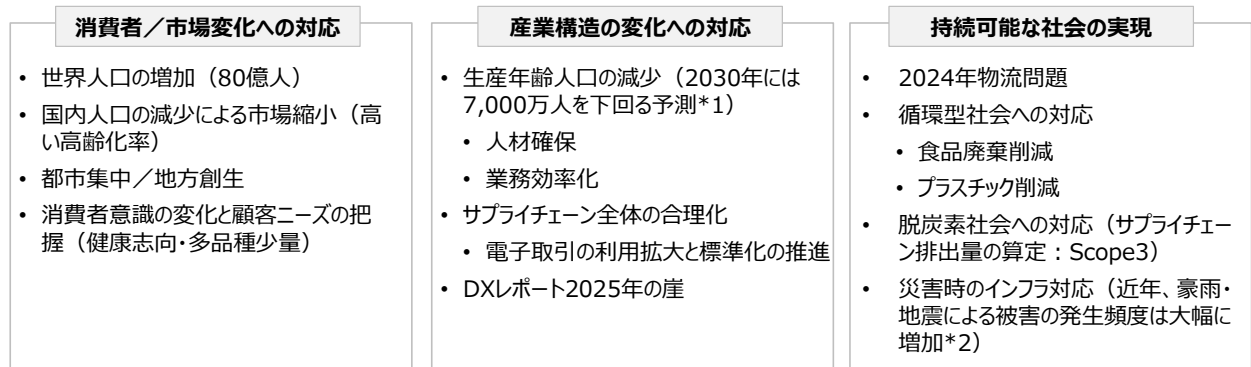 消費者／市場変化への対応
• 世界人口の増加（80億人）
• 国内人口の減少による市場縮小（高
い高齢化率）
• 都市集中／地方創生
• 消費者意識の変化と顧客ニーズの把
握（健康志向・多品種少量）
産業構造の変化への対応
• 生産年齢人口の減少（2030年には
7,000万人を下回る予測*1）
• 人材確保
• 業務効率化
• サプライチェーン全体の合理化
• 電子取引の利用拡大と標準化の推進
• DXレポート2025年の崖
持続可能な社会の実現
• 2024年物流問題
• 循環型社会への対応
• 食品廃棄削減
• プラスチック削減
• 脱炭素社会への対応（サプライチェー
ン排出量の算定：Scope3）
• 災害時のインフラ対応（近年、豪雨・
地震による被害の発生頻度は大幅に
増加*2）